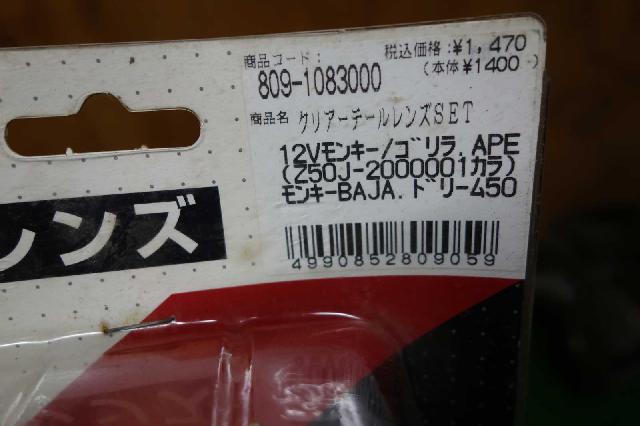 商品コード: 税込価格:¥1,470
809-1083000 (本体¥1400)
商品名 クリアーテールレンズSET
12Vモンキー/ゴリラ.APE
(Z50J-2000001カラ)
モンキーBAJA.ドリーム50
4990852809059
レンズ